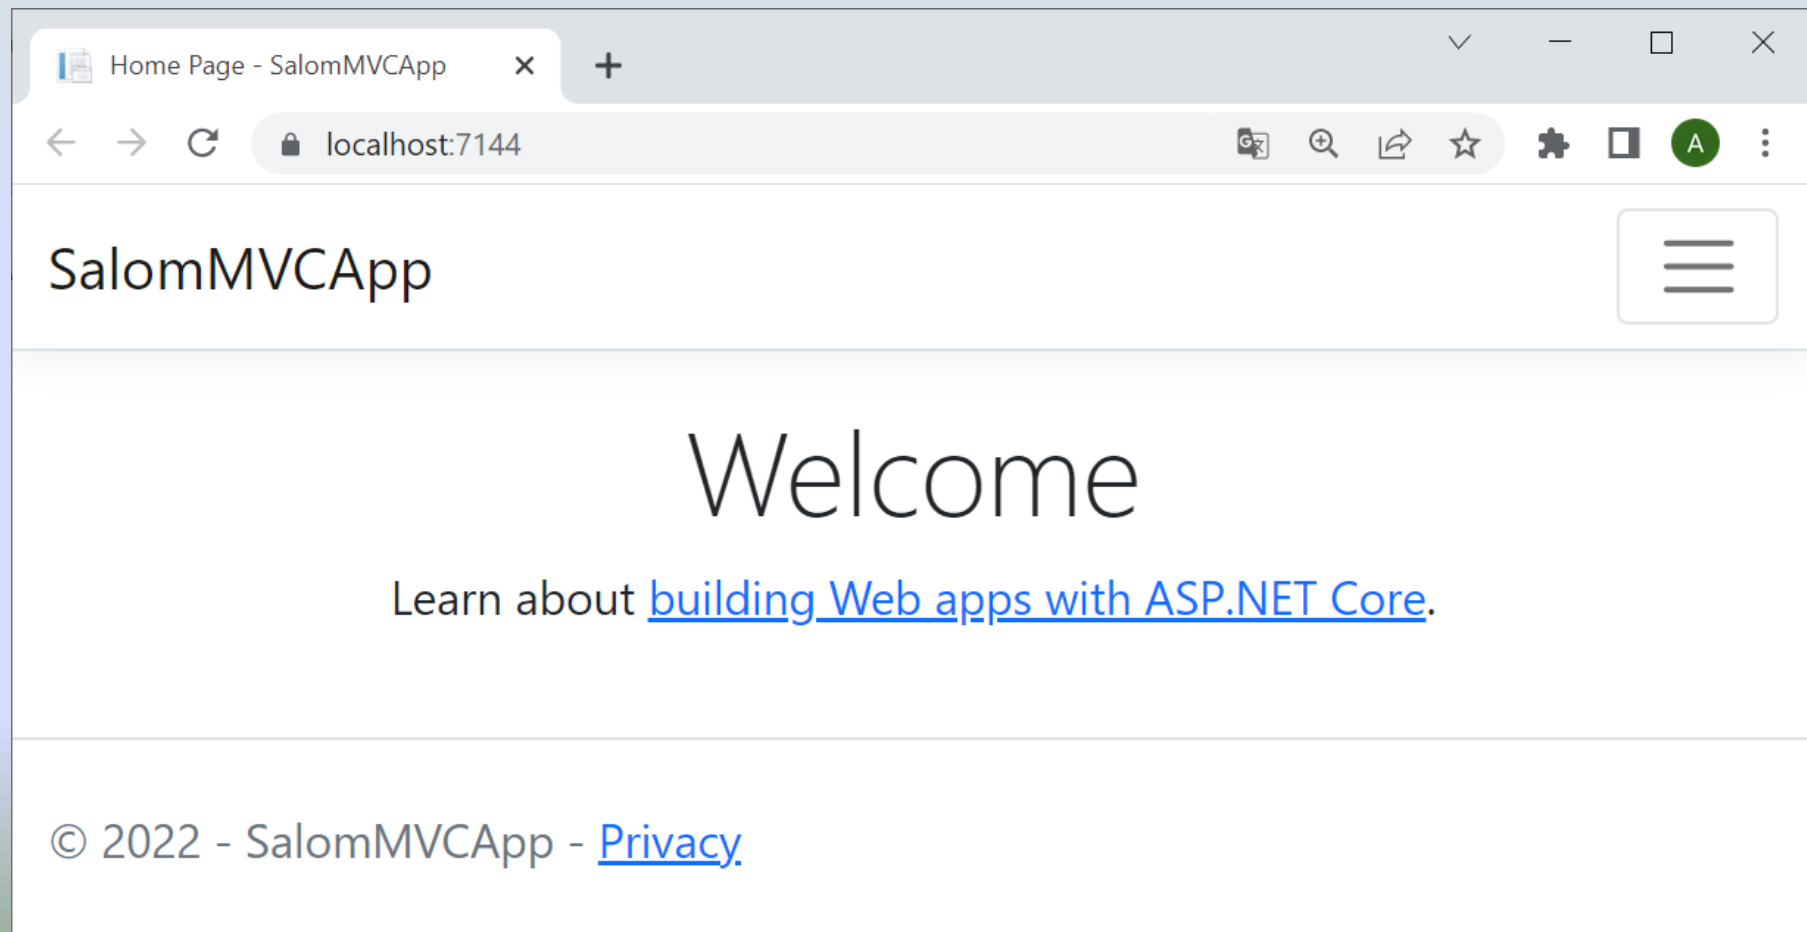 Home Page - SalomMVCApp
localhost:7144
A
SalomMVCApp
Welcome
Learn about building Web apps with ASP.NET Core.
© 2022 - SalomMVCApp - Privacy